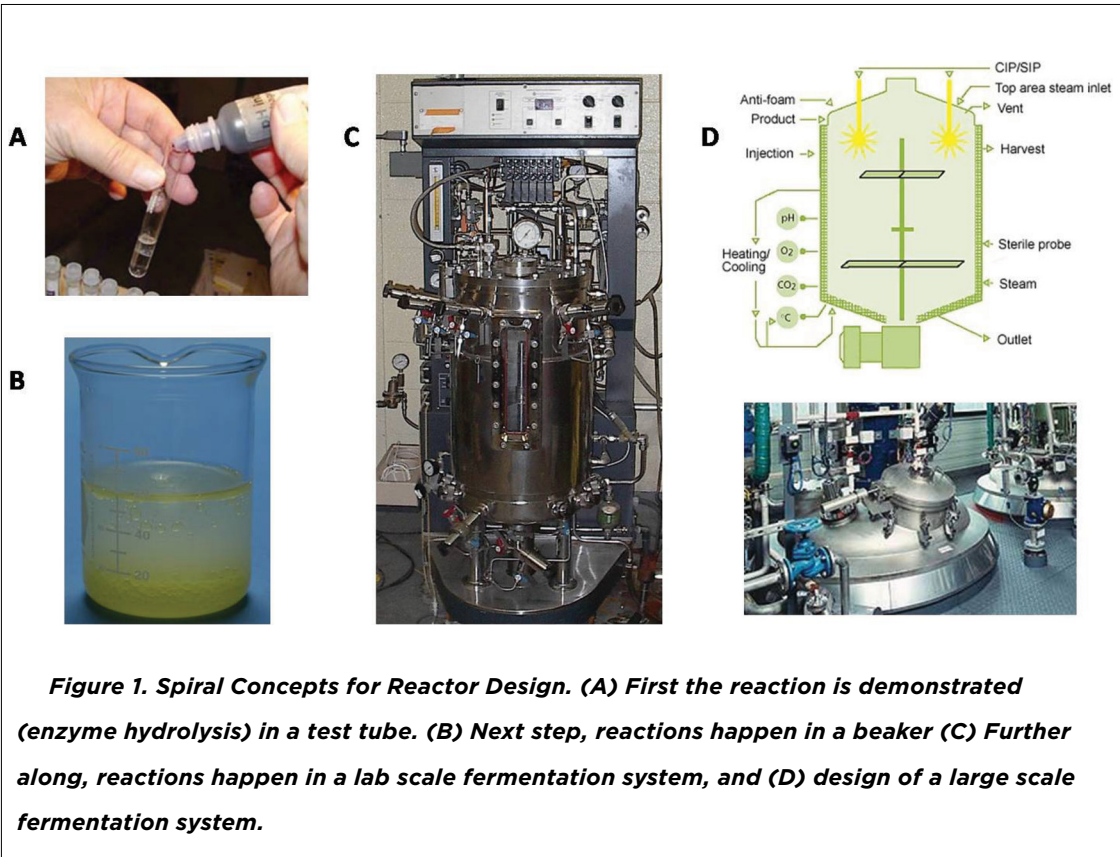 A
C
D
B
CIP/SIP
Top area steam inlet
Vent
Anti-foam
Product
Injection
Harvest
pH
O2
CO2
°C
Heating/
Cooling
Sterile probe
Steam
Outlet
40
20
Figure 1. Spiral Concepts for Reactor Design. (A) First the reaction is demonstrated
(enzyme hydrolysis) in a test tube. (B) Next step, reactions happen in a beaker (C) Further
along, reactions happen in a lab scale fermentation system, and (D) design of a large scale
fermentation system.